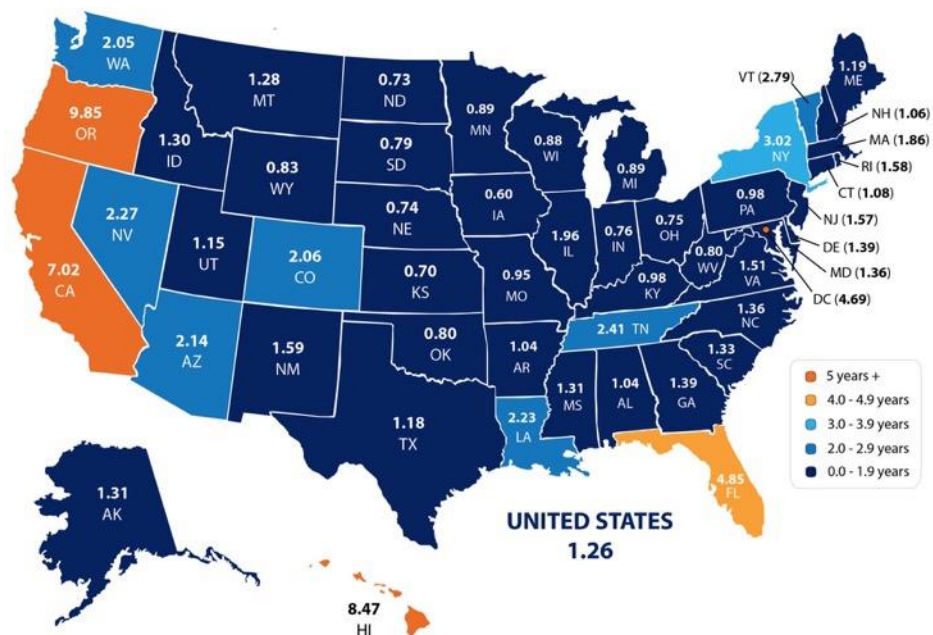 2.05
WA
9.85
OR
7.02
CA
2.27
NV
1.30
ID
1.28
MT
0.83
WY
1.15
UT
2.06
CO
2.14
AZ
1.59
NM
0.73
ND
0.79
SD
0.74
NE
0.70
KS
0.80
OK
1.18
TX
0.89
MN
0.60
IA
0.95
MO
1.04
AR
2.23
LA
0.88
WI
1.96
IL
0.89
MI
0.76
IN
0.75
OH
0.98
KY
2.41 TN
1.31
MS
1.04
AL
1.39
GA
4.85
FL
1.33
SC
1.36
NC
1.51
VA
0.80
WV
0.98
PA
3.02
NY
1.19
ME
VT (2.79)
NH (1.06)
MA (1.86)
RI (1.58)
CT (1.08)
NJ (1.57)
DE (1.39)
MD (1.36)
DC (4.69)
5 years +
4.0 - 4.9 years
3.0 - 3.9 years
2.0 - 2.9 years
0.0 - 1.9 years
1.31
AK
8.47
HI
UNITED STATES
1.26